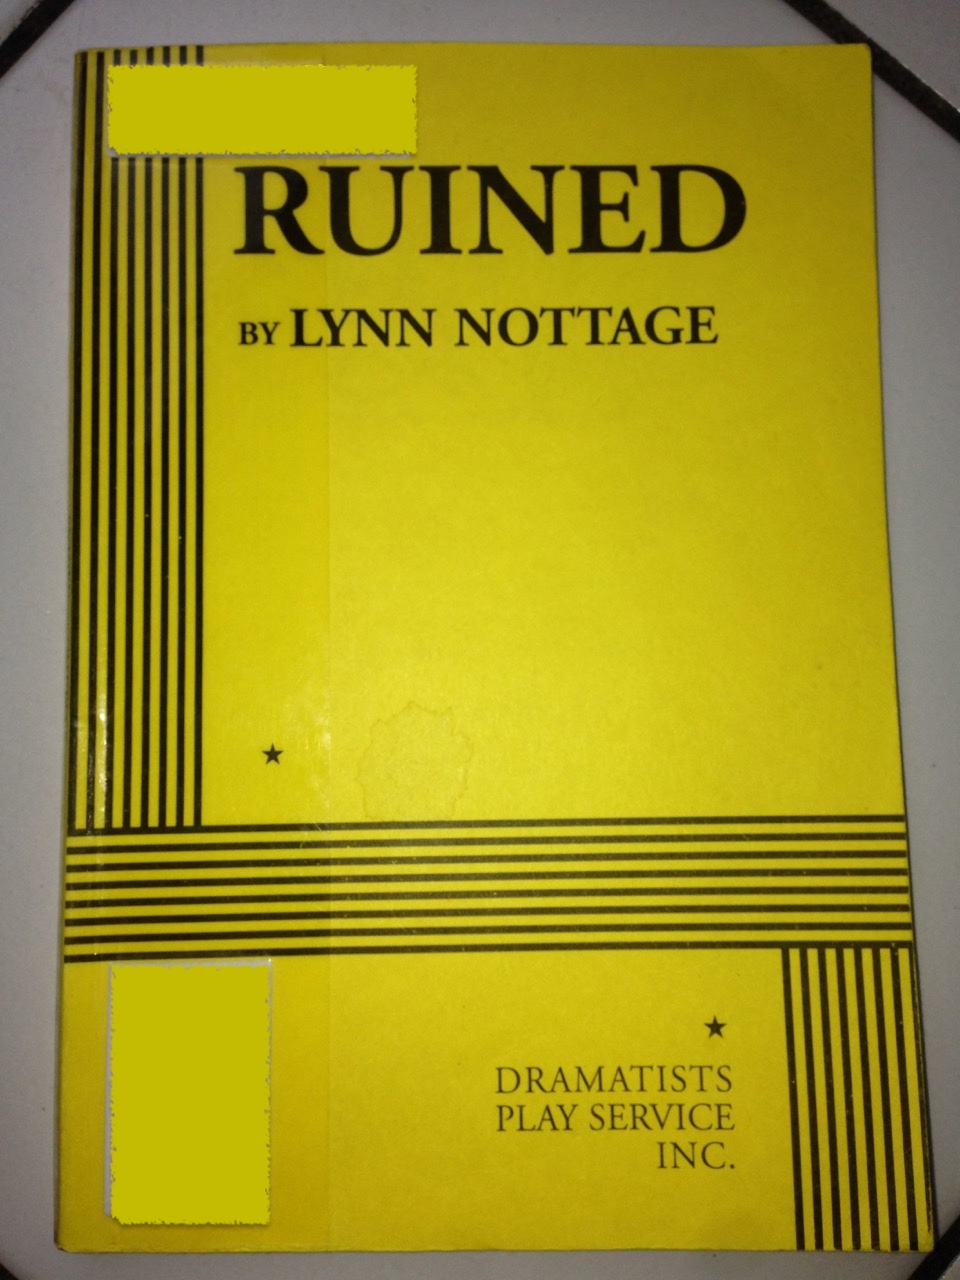 RUINED
BY LYNN NOTTAGE
DRAMATISTS
PLAY SERVICE
INC.